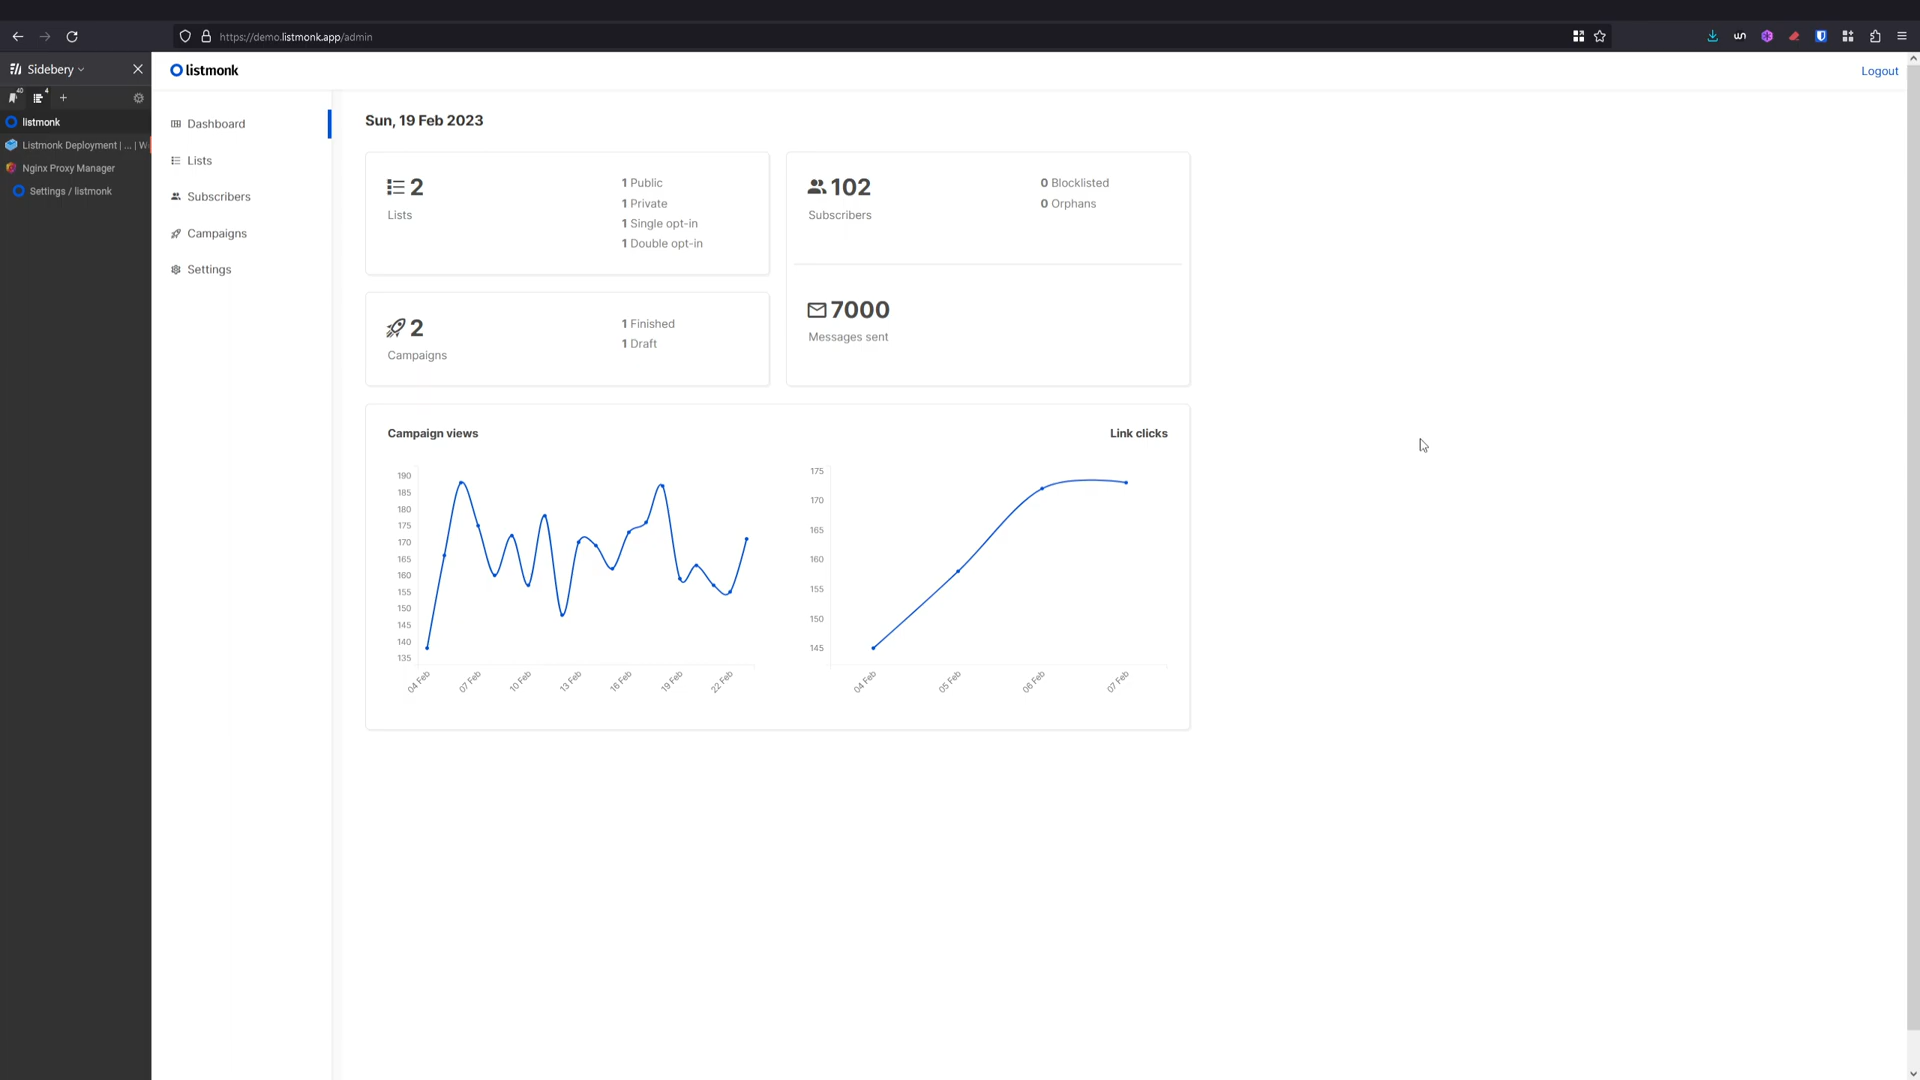 https://demo.listmonk.app/admin
Sidebery
40
4
listmonk
Listmonk Deployment | ... | W
Nginx Proxy Manager
Settings / listmonk
listmonk
Logout
Dashboard
Lists
Subscribers
Campaigns
Settings
Sun, 19 Feb 2023
2
Lists
1 Public
1 Private
1 Single opt-in
1 Double opt-in
102
Subscribers
0 Blocklisted
0 Orphans
2
Campaigns
1 Finished
1 Draft
7000
Messages sent
Campaign views
190
185
180
175
170
165
160
155
150
145
140
135
04 Feb
07 Feb
10 Feb
13 Feb
16 Feb
19 Feb
22 Feb
Link clicks
175
170
165
160
155
150
145
04 Feb
05 Feb
06 Feb
07 Feb